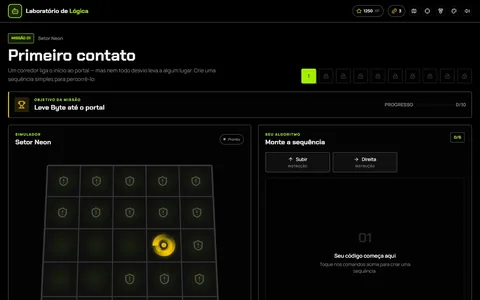 Laboratório de Lógica
1250 XP
3
MISSÃO 01 Setor Neon
Primeiro contato
Um corredor liga o início ao portal — mas nem todo desvio leva a algum lugar. Crie uma
sequência simples para percorrê-lo.
1
OBJETIVO DA MISSÃO
Leve Byte até o portal
PROGRESSO 0/10
SIMULADOR
Setor Neon
Pronto
SEU ALGORITMO
Monte a sequência
0/6
Subir
INSTRUÇÃO
Direita
INSTRUÇÃO
01
Seu código começa aqui
Toque nos comandos acima para criar uma
sequência